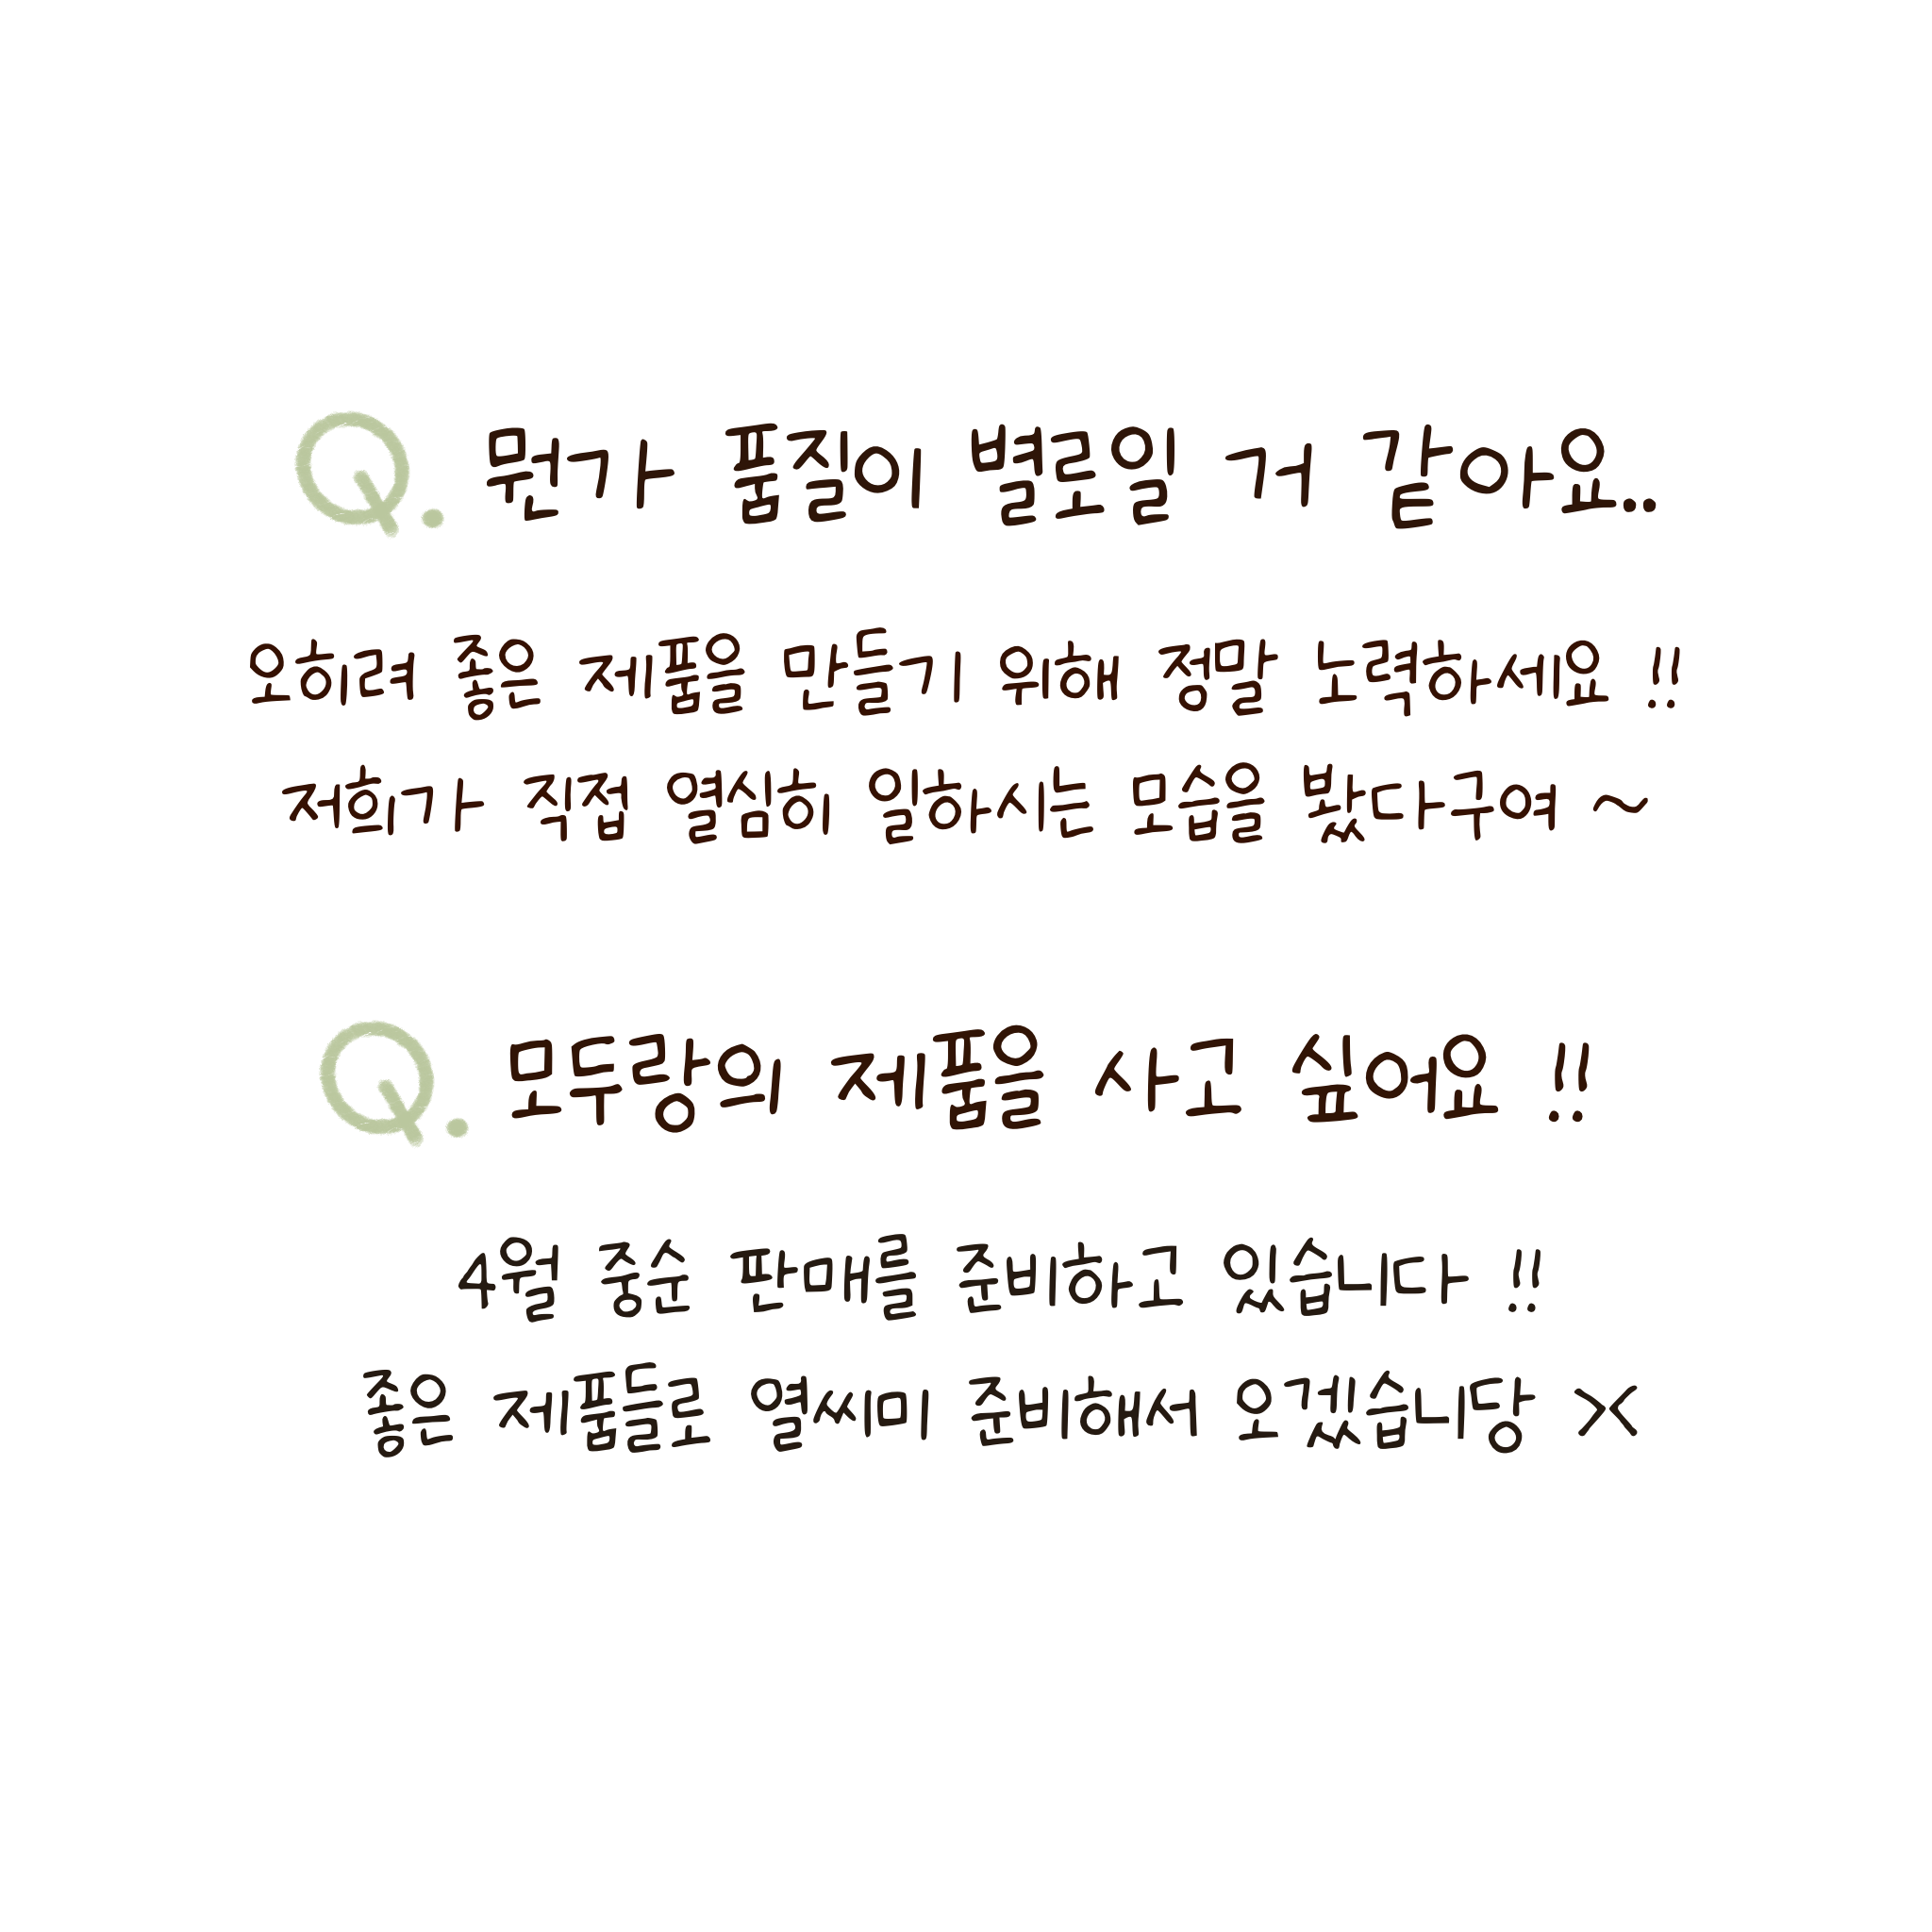 Q. 뭔가 품질이 별로일 거 같아요..
오히려 좋은 제품을 만들기 위해 정말 노력하세요 !!
저희가 직접 열심히 일하시는 모습을 봤다구여 ~
Q. 모두랑의 제품을 사고 싶어요 !!
4월 중순 판매를 준비하고 있습니다 !!
좋은 제품들로 열씨미 준비해서 오겠습니당 ><